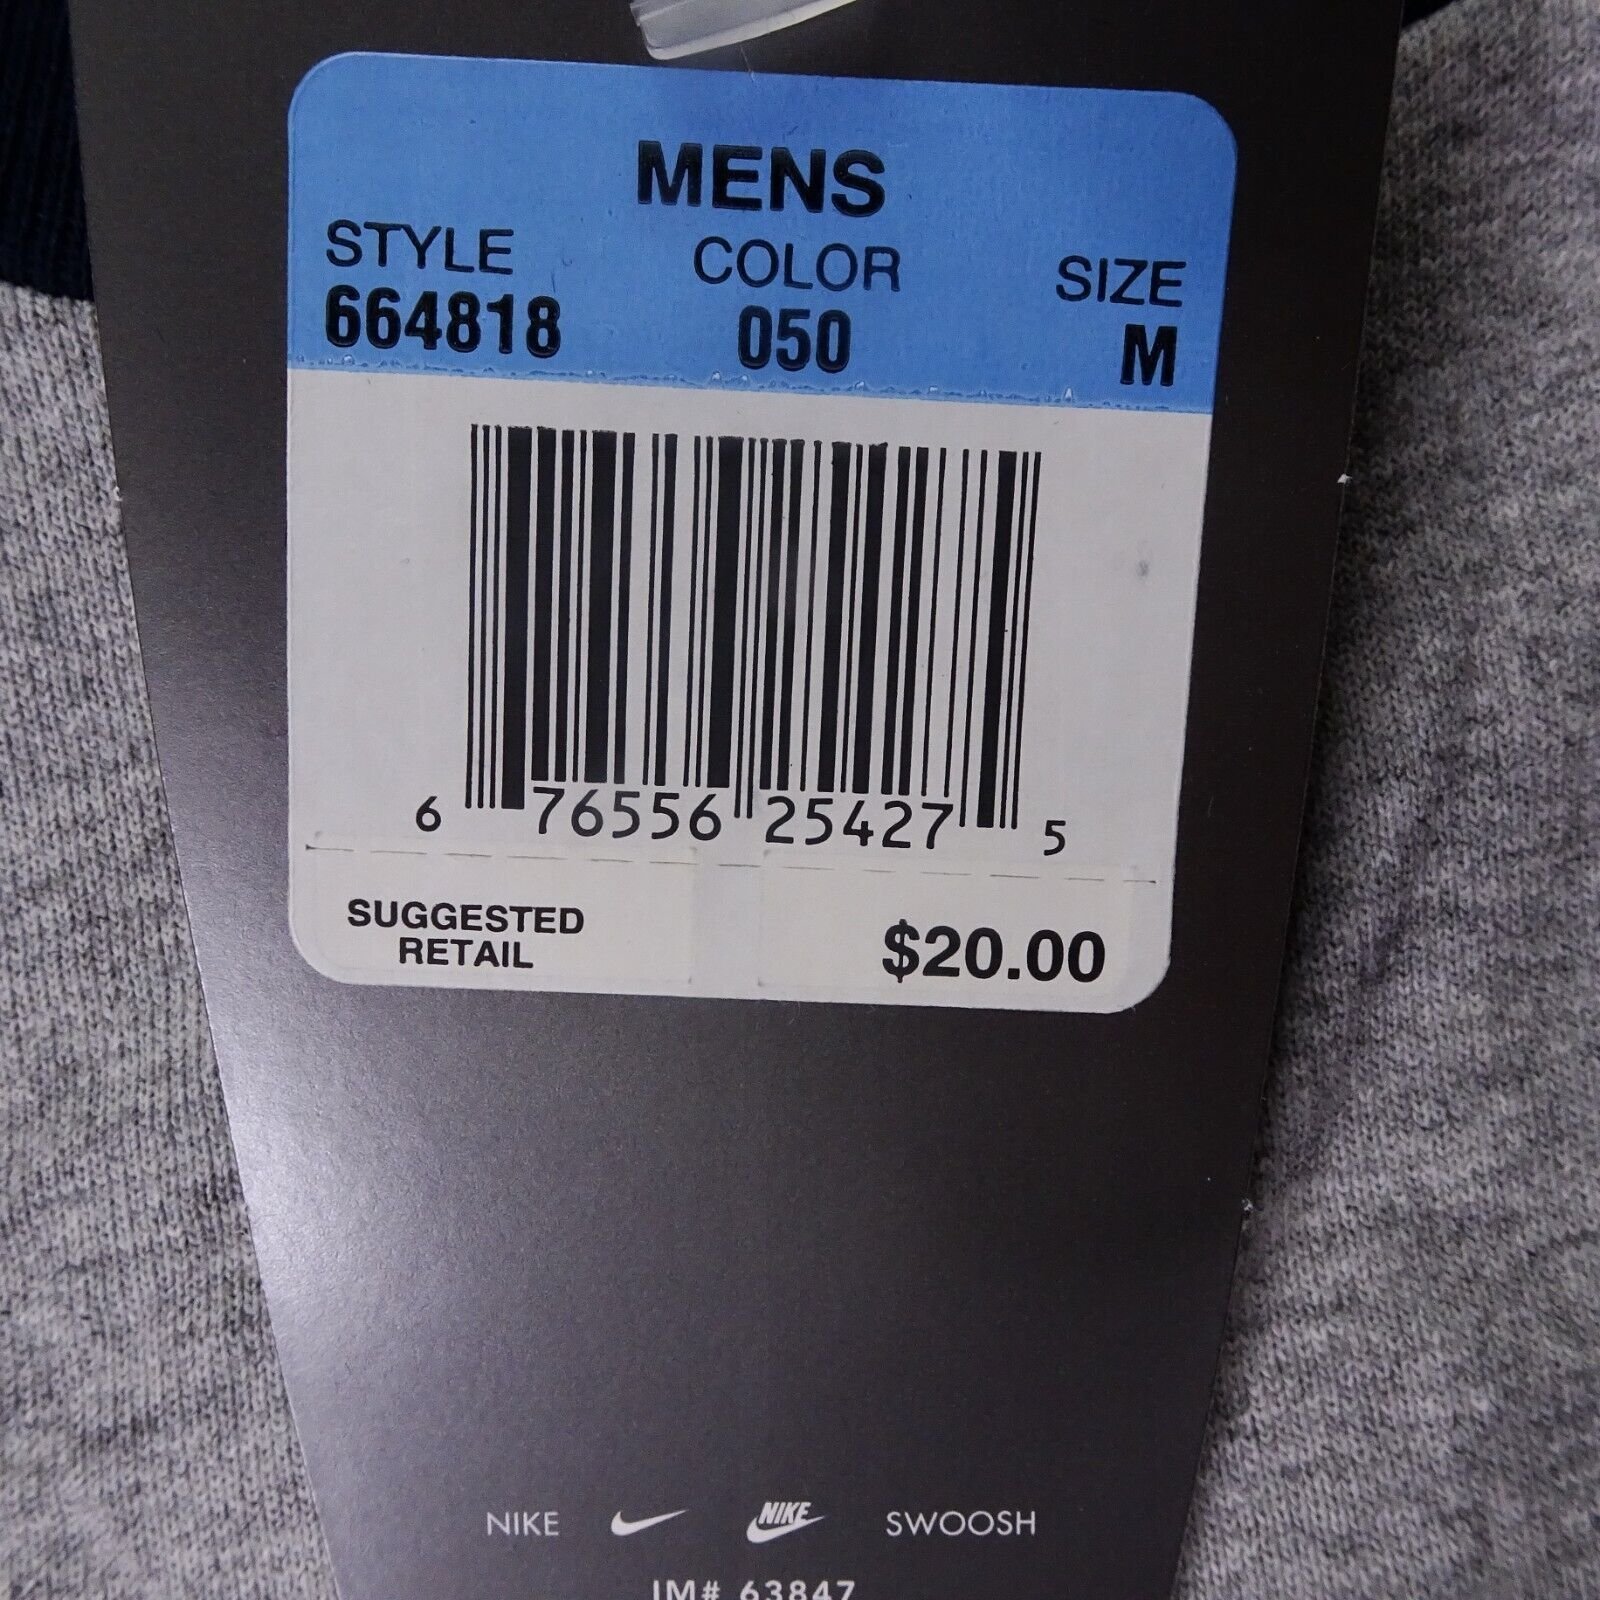 MENS
STYLE COLOR SIZE
664818 050 M
6 76556 25427 5
SUGGESTED
RETAIL
$20.00
NIKE NIKE SWOOSH
IM# 63847